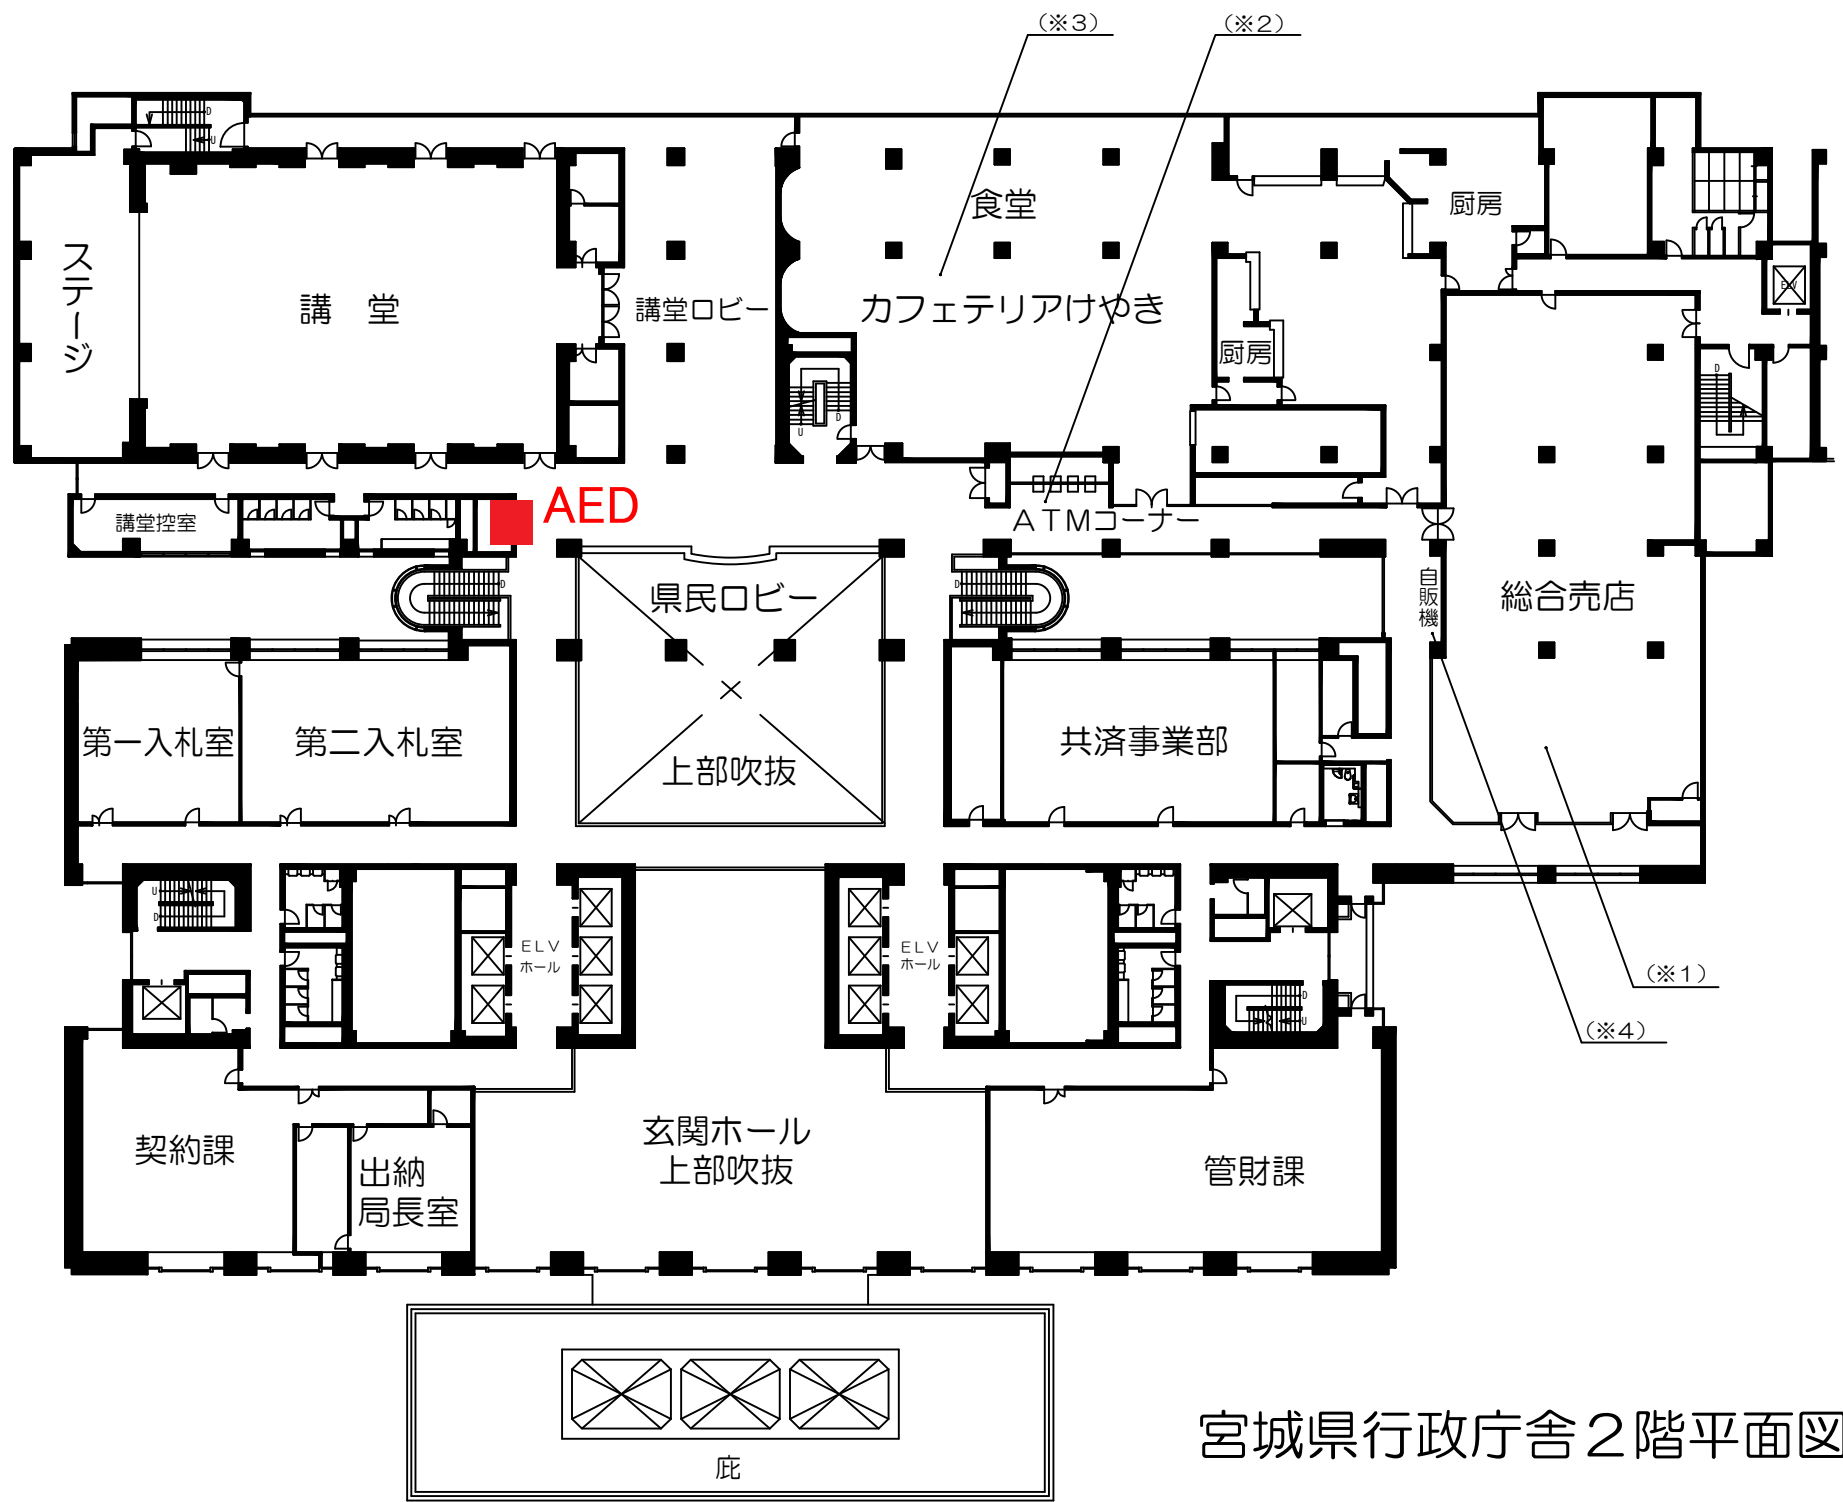 (※3)
(※2)
食堂
厨房
ステージ
講 堂
講堂ロビー
カフェテリアけやき
厨房
ELV
AED
ATMコーナー
講堂控室
県民ロビー
自販機
総合売店
第一入札室
第二入札室
上部吹抜
共済事業部
ELV
ホール
ELV
ホール
(※1)
(※4)
契約課
出納
局長室
玄関ホール
上部吹抜
管財課
庇
宮城県行政庁舎2階平面図
D
U
D
U
D
D
D
U
D
D
U